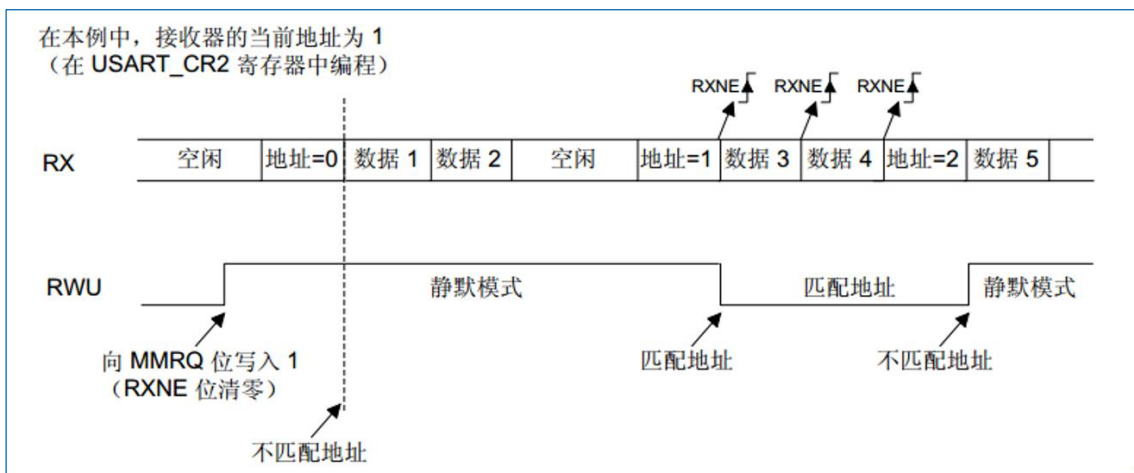 在本例中，接收器的当前地址为 1
（在 USART_CR2 寄存器中编程）
RXNE RXNE RXNE
RX 空闲 地址=0 数据 1 数据 2 空闲 地址=1 数据 3 数据 4 地址=2 数据 5
RWU 静默模式 匹配地址 静默模式
向 MMRQ 位写入 1
（RXNE 位清零）
匹配地址 不匹配地址
不匹配地址